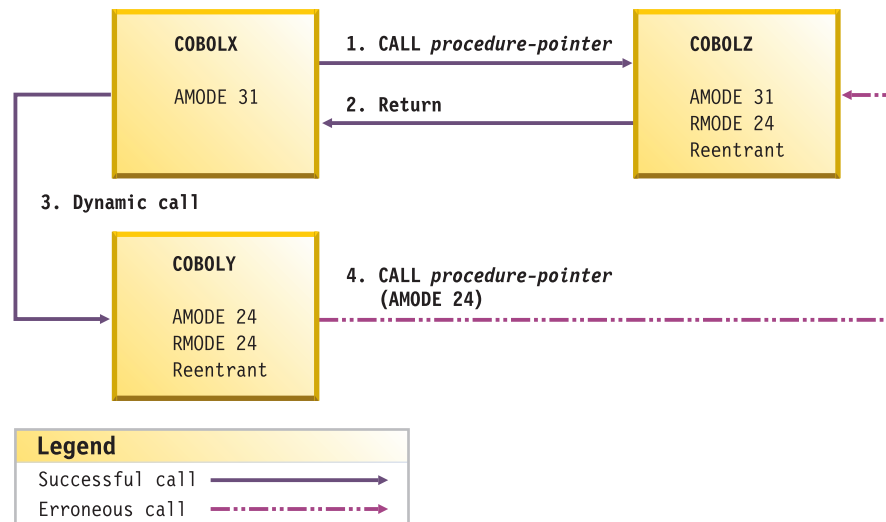 COBOLX
AMODE 31
1. CALL procedure-pointer
2. Return
COBOLZ
AMODE 31
RMODE 24
Reentrant
3. Dynamic call
COBOLY
AMODE 24
RMODE 24
Reentrant
4. CALL procedure-pointer
(AMODE 24)
Legend
Successful call
Erroneous call